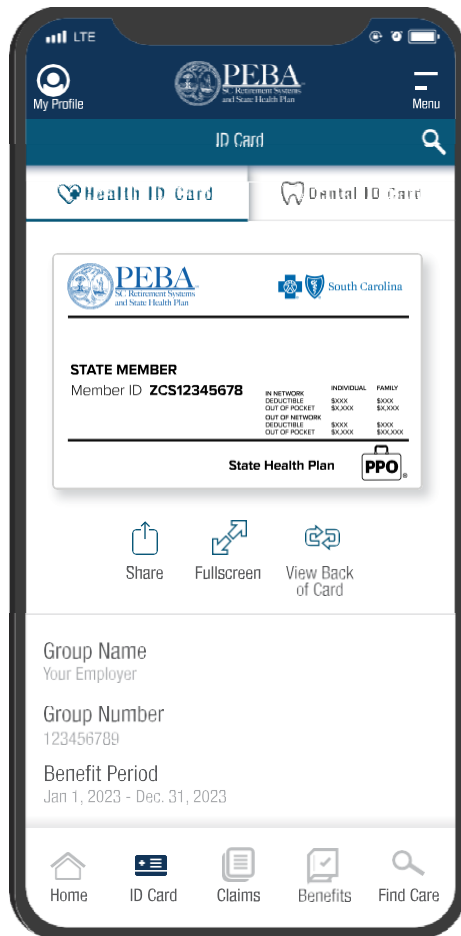 LTE
My Profile
PEBA
SC Retirement Systems
and State Health Plan
Menu
ID Card
Health ID Card
Dental ID Card
PEBA
SC Retirement Systems
and State Health Plan
South Carolina
STATE MEMBER
Member ID ZCS12345678
INDIVIDUAL FAMILY
IN NETWORK
DEDUCTIBLE $XXX $XXX
OUT OF POCKET $X,XXX $X,XXX
OUT OF NETWORK
DEDUCTIBLE $XXX $XXX
OUT OF POCKET $X,XXX $XX,XXX
State Health Plan
PPO®
Share
Fullscreen
View Back
of Card
Group Name
Your Employer
Group Number
123456789
Benefit Period
Jan 1, 2023 - Dec. 31, 2023
Home
ID Card
Claims
Benefits
Find Care